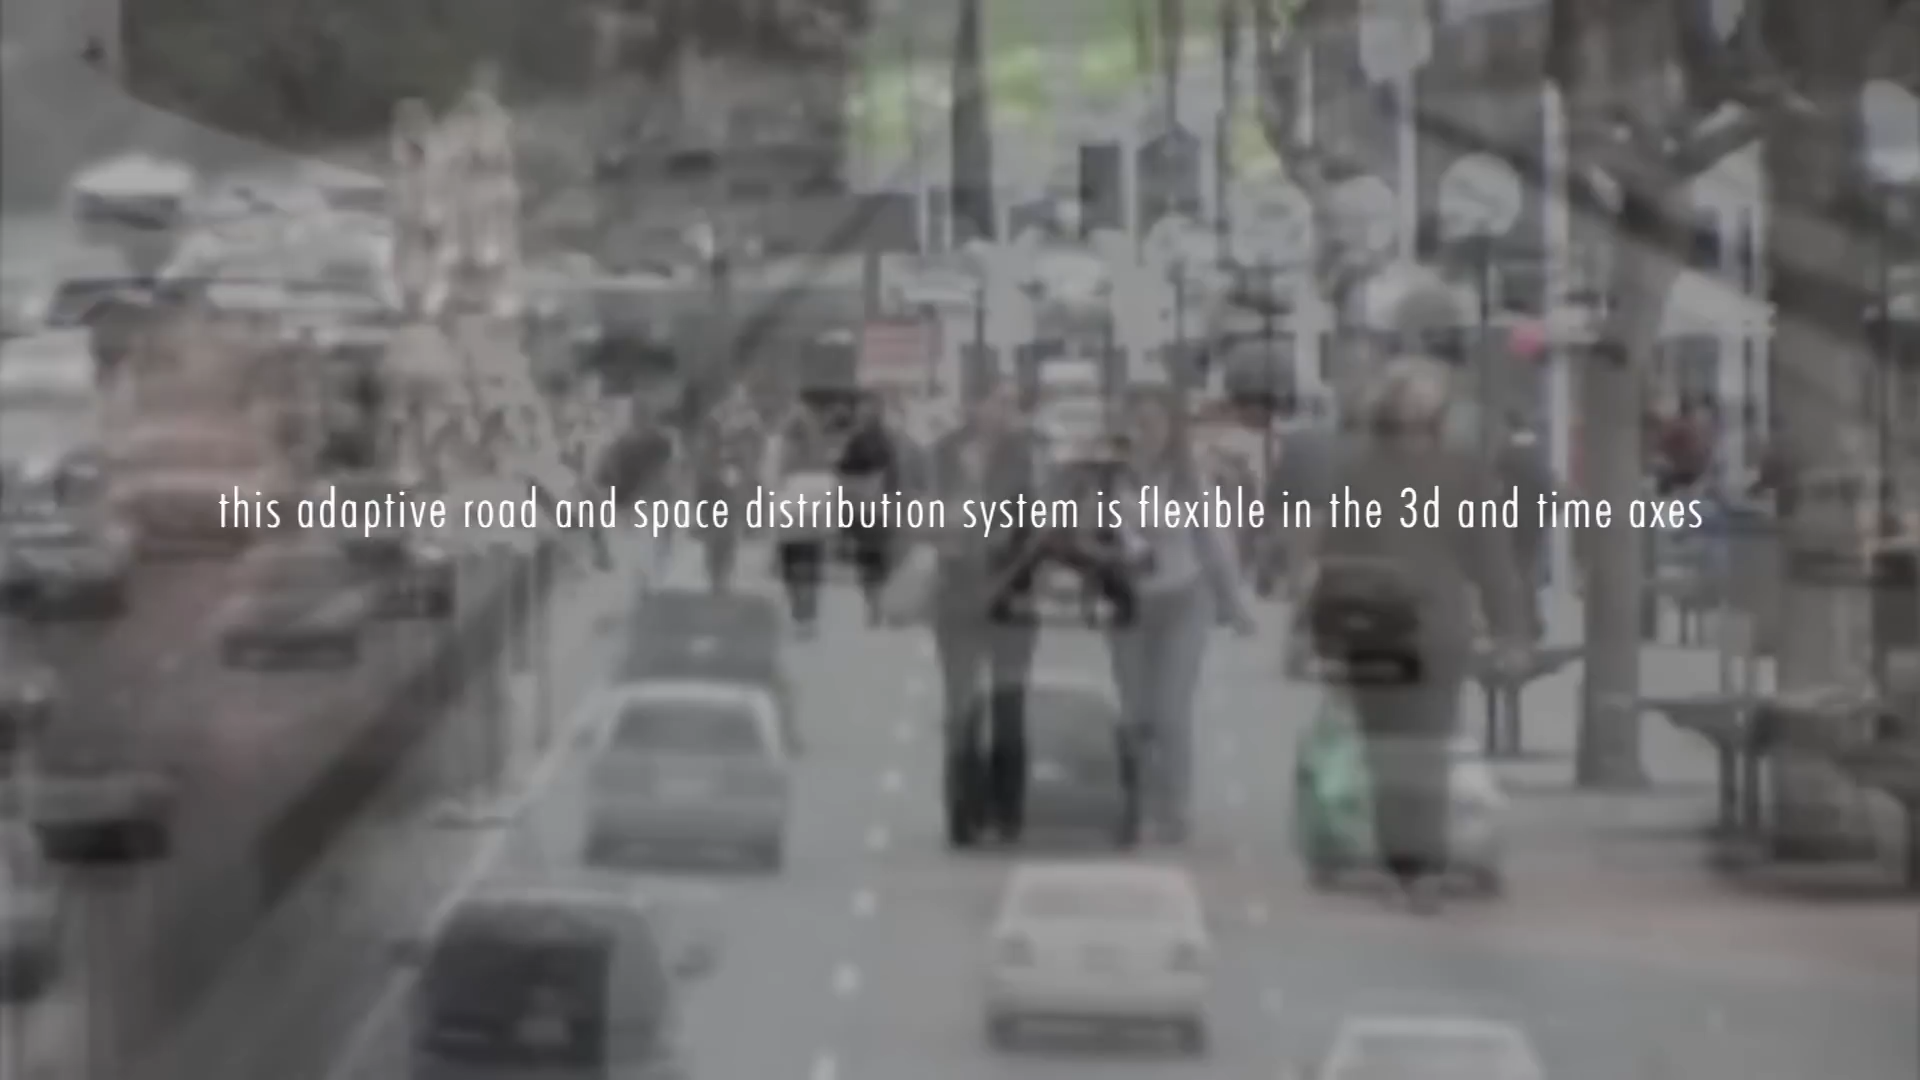 this adaptive road and space distribution system is flexible in the 3d and time axes